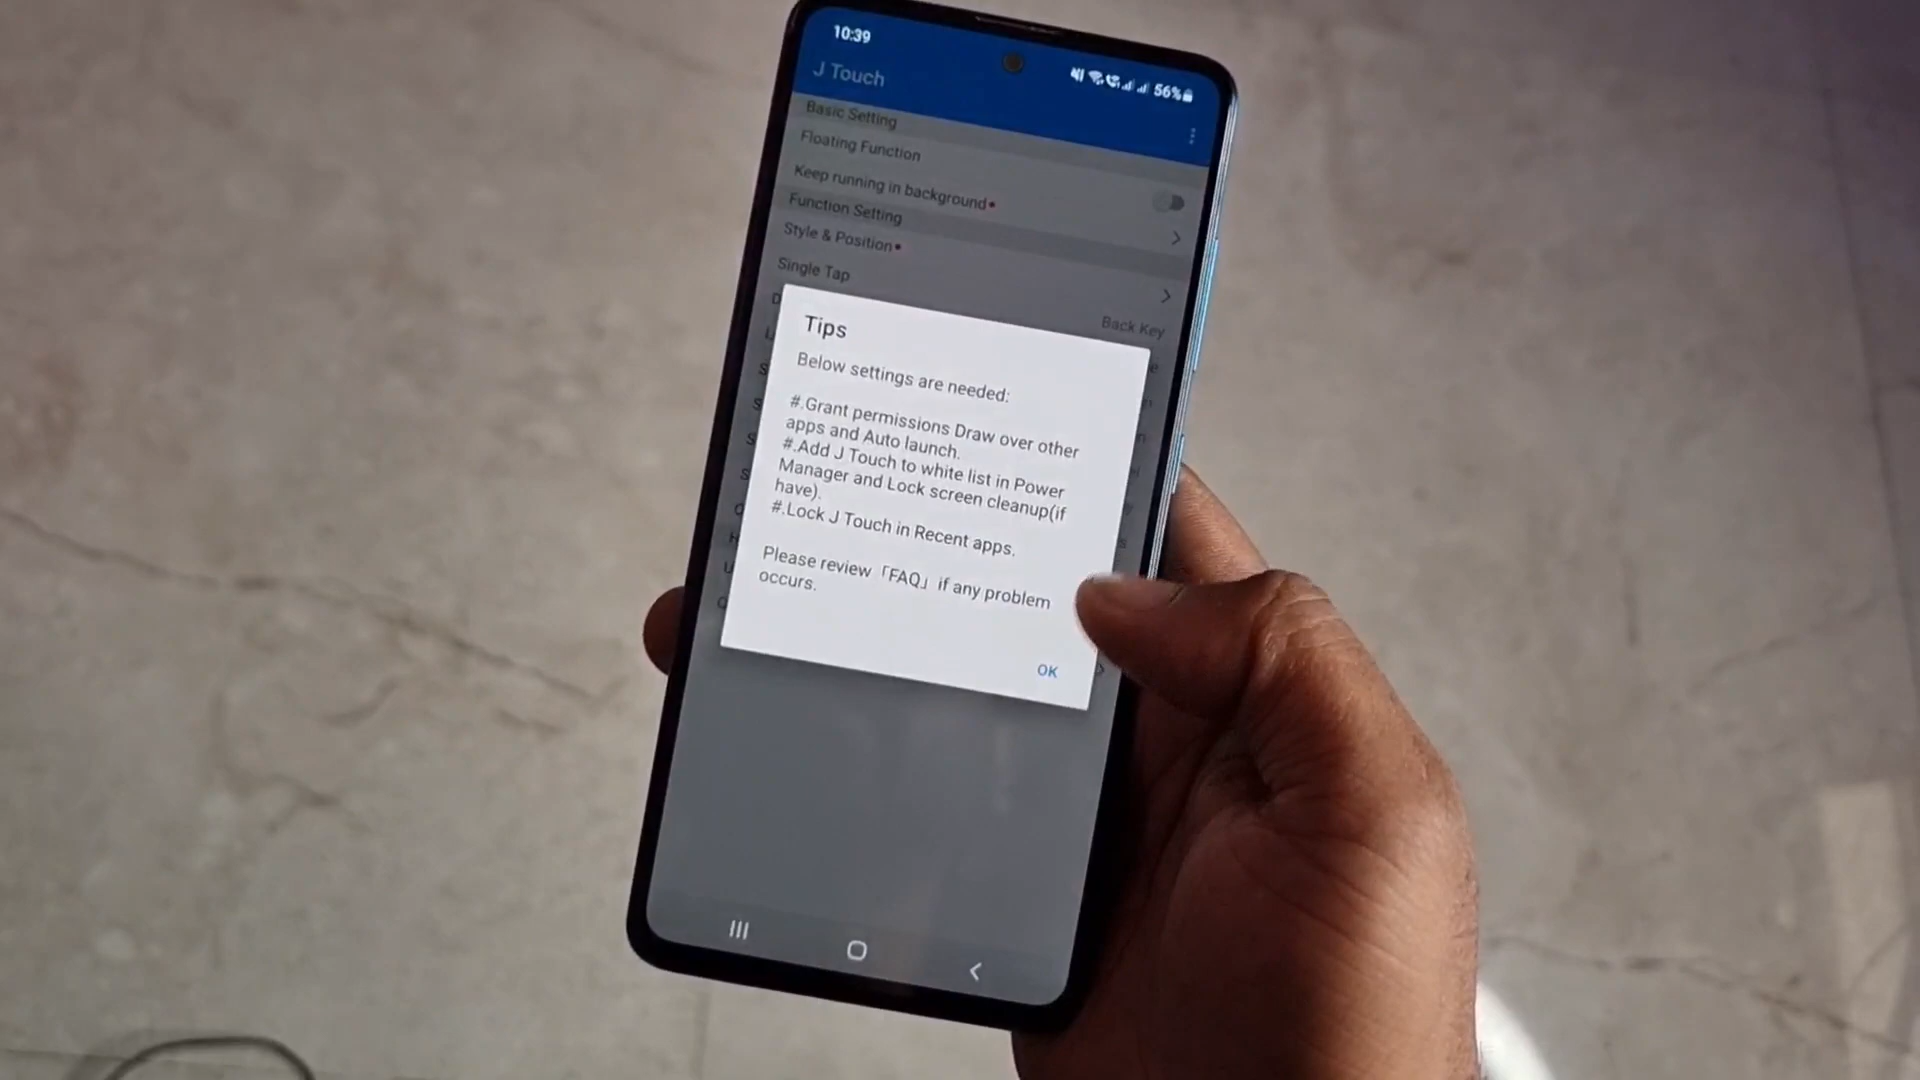 10:39
56%
J Touch
Basic Setting
Floating Function
Keep running in background
Function Setting
Style & Position
Single Tap
Back Key
Tips
Below settings are needed:
#.Grant permissions Draw over other
apps and Auto launch.
#.Add J Touch to white list in Power
Manager and Lock screen cleanup(if
have).
#.Lock J Touch in Recent apps.
Please review「FAQ」if any problem
occurs.
OK